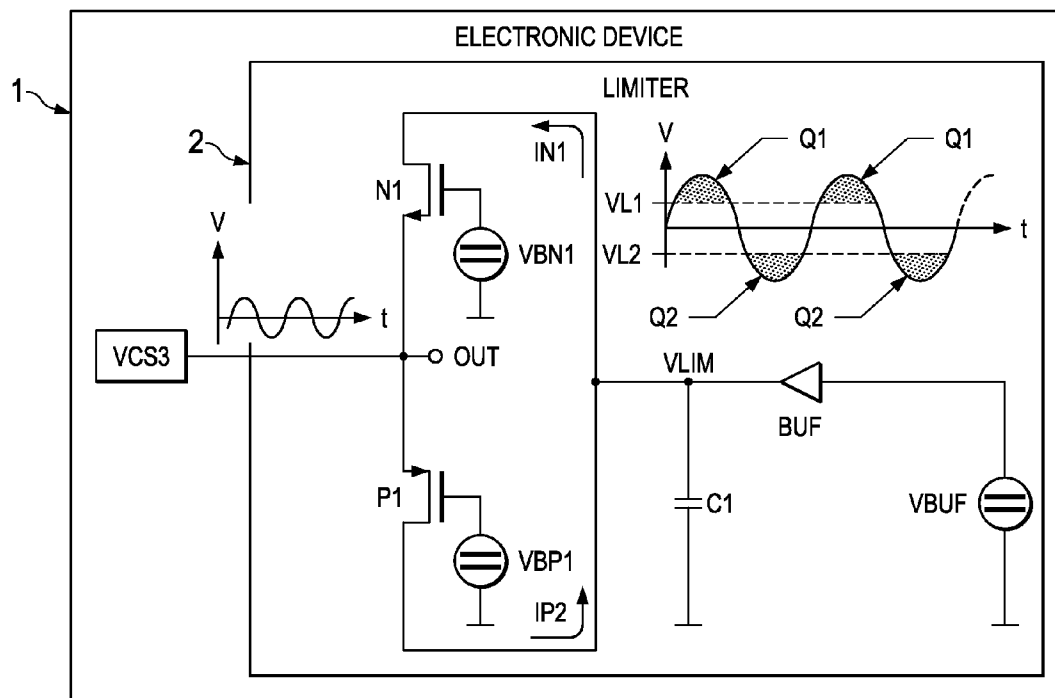 ELECTRONIC DEVICE
LIMITER
1
2
IN1
N1
VBN1
V
t
VCS3
OUT
P1
VBP1
IP2
V
Q1
Q1
VL1
t
VL2
Q2
Q2
VLIM
BUF
C1
VBUF